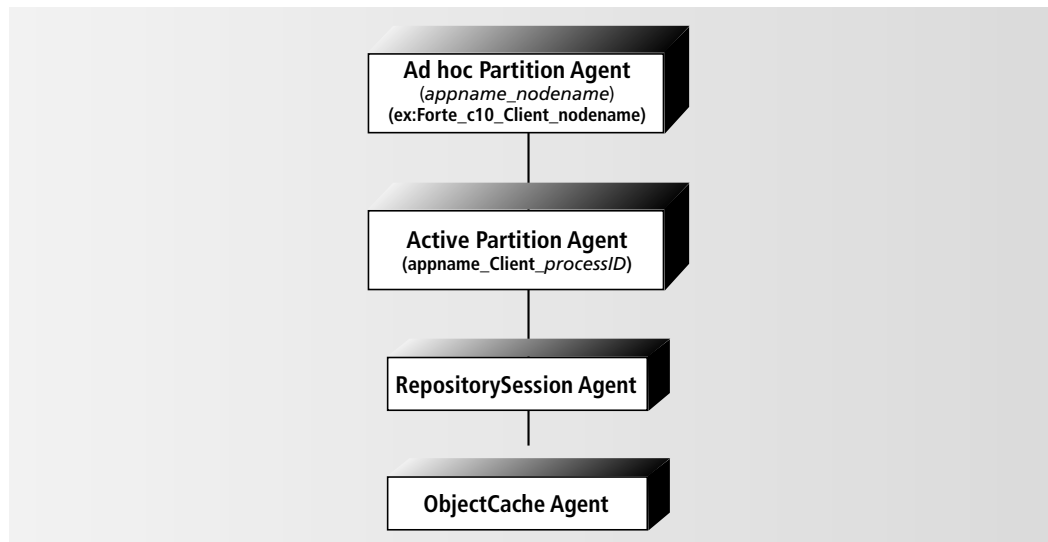 Ad hoc Partition Agent
(appname_nodename)
(ex:Forte_c10_Client_nodename)
Active Partition Agent
(appname_Client_processID)
RepositorySession Agent
ObjectCache Agent